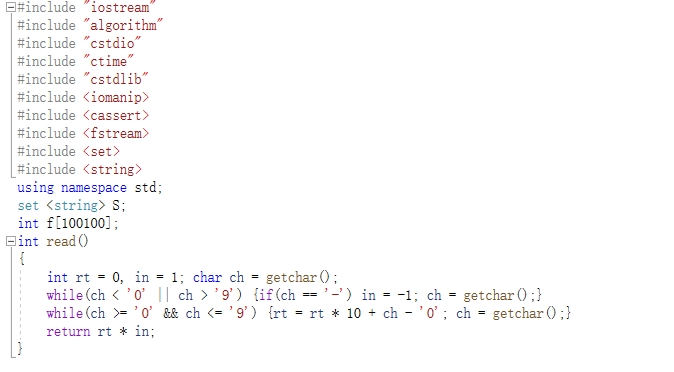 #include "iostream"
#include "algorithm"
#include "cstdio"
#include "ctime"
#include "cstdlib"
#include <iomanip>
#include <cassert>
#include <fstream>
#include <set>
#include <string>
using namespace std;
set <string> S;
int f[100100];
int read()
{
    int rt = 0, in = 1; char ch = getchar();
    while(ch < '0' || ch > '9') {if(ch == '-') in = -1; ch = getchar();}
    while(ch >= '0' && ch <= '9') {rt = rt * 10 + ch - '0'; ch = getchar();}
    return rt * in;
}